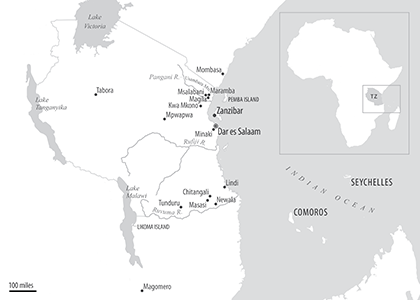 Lake
Victoria
Mombasa
Pangani R.
Usambara Mts
Msalabani
Maramba
Magila
Tabora
Kwa Mkono
PEMBA ISLAND
Zanzibar
Mpwapwa
Lake
Tanganyika
Minaki
Dar es Salaam
Rufiji R.
TZ
INDIAN OCEAN
SEYCHELLES
Lake
Malawi
Lindi
Chitangali
Tunduru
Masasi
Newala
Ruvuma R.
COMOROS
LIKOMA ISLAND
100 miles
Magomero